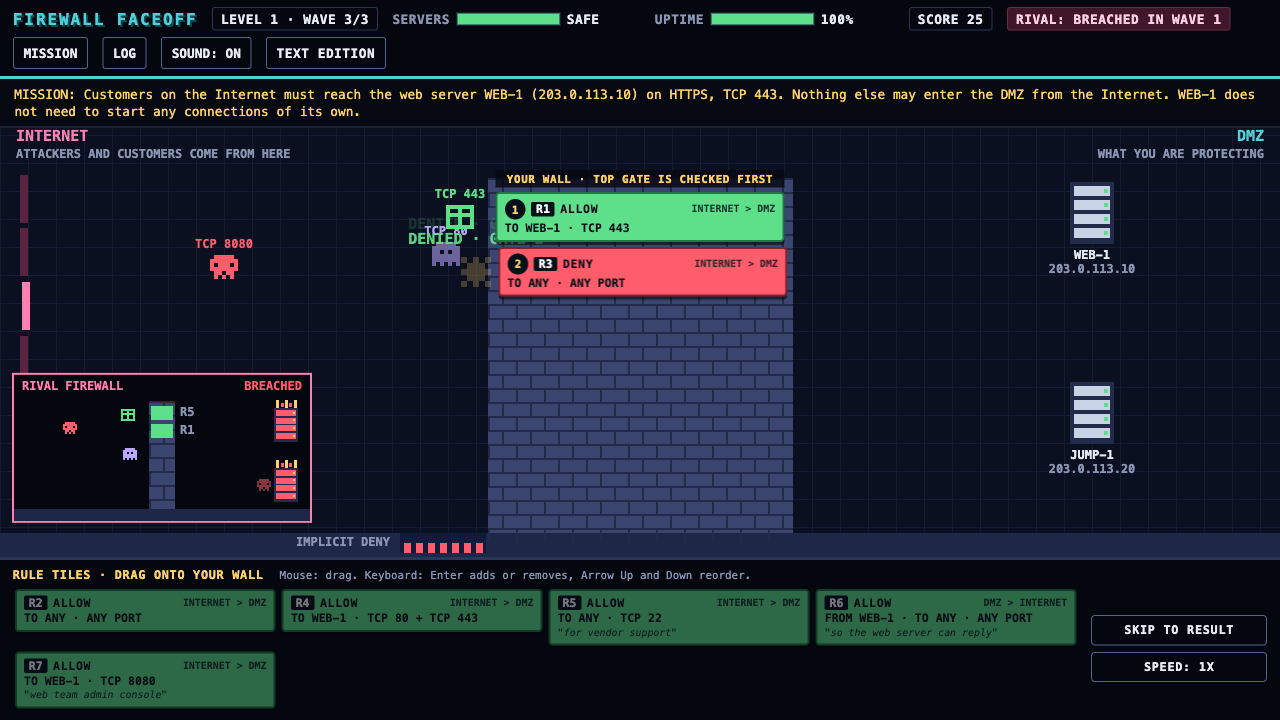 FIREWALL FACEOFF
LEVEL 1 · WAVE 3/3
SERVERS SAFE
UPTIME 100%
SCORE 25
RIVAL: BREACHED IN WAVE 1
MISSION
LOG
SOUND: ON
TEXT EDITION
MISSION: Customers on the Internet must reach the web server WEB-1 (203.0.113.10) on HTTPS, TCP 443. Nothing else may enter the DMZ from the Internet. WEB-1 does
not need to start any connections of its own.
INTERNET
ATTACKERS AND CUSTOMERS COME FROM HERE
DMZ
WHAT YOU ARE PROTECTING
YOUR WALL · TOP GATE IS CHECKED FIRST
TCP 443
TCP 80
DENIED ·
TCP 8080
1 R1 ALLOW INTERNET > DMZ
TO WEB-1 · TCP 443
2 R3 DENY INTERNET > DMZ
TO ANY · ANY PORT
WEB-1
203.0.113.10
JUMP-1
203.0.113.20
RIVAL FIREWALL BREACHED
R5
R1
IMPLICIT DENY
RULE TILES · DRAG ONTO YOUR WALL
Mouse: drag. Keyboard: Enter adds or removes, Arrow Up and Down reorder.
R2 ALLOW INTERNET > DMZ
TO ANY · ANY PORT
R4 ALLOW INTERNET > DMZ
TO WEB-1 · TCP 80 + TCP 443
R5 ALLOW INTERNET > DMZ
TO ANY · TCP 22
"for vendor support"
R6 ALLOW DMZ > INTERNET
FROM WEB-1 · TO ANY · ANY PORT
"so the web server can reply"
R7 ALLOW INTERNET > DMZ
TO WEB-1 · TCP 8080
"web team admin console"
SKIP TO RESULT
SPEED: 1X